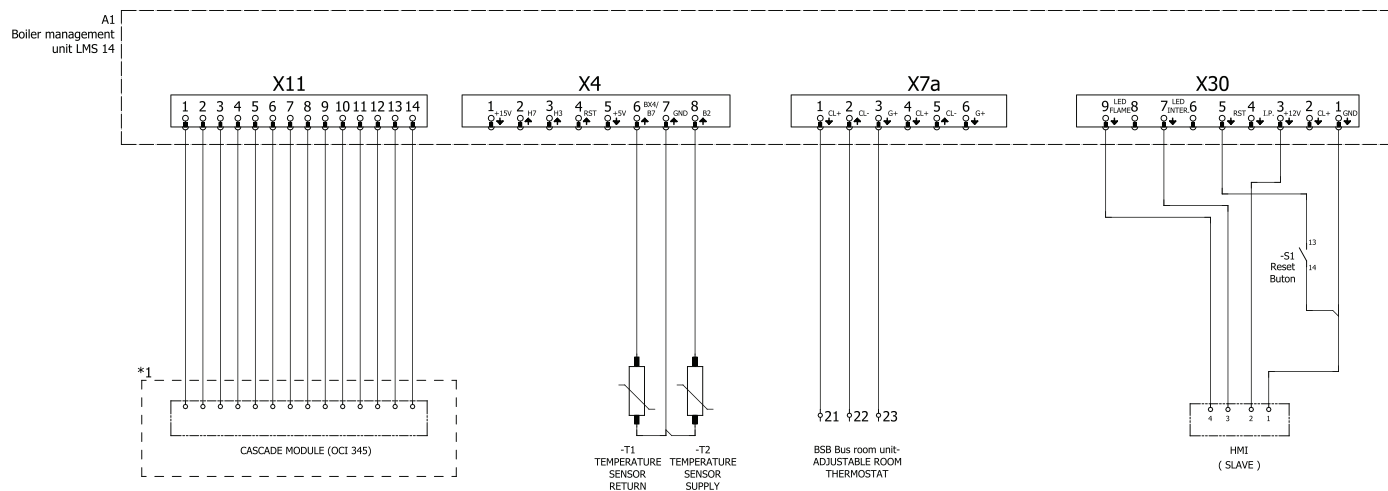 A1
Boiler management
unit LMS 14
X11
X4
X7a
X30
1 2 3 4 5 6 7 8 9 10 11 12 13 14
1 +15V 2 H7 3 H3 4 RST 5 +5V 6 BX4/ B7 7 GND 8 B2
1 CL+ 2 CL- 3 G+ 4 CL+ 5 CL- 6 G+
9 LED FLAME 8 7 LED INTER. 6 5 RST 4 I.P. 3 +12V 2 CL+ 1 GND
13
-S1
Reset
Buton
14
*1
CASCADE MODULE (OCI 345)
-T1
TEMPERATURE
SENSOR
RETURN
-T2
TEMPERATURE
SENSOR
SUPPLY
21 22 23
BSB Bus room unit-
ADJUSTABLE ROOM
THERMOSTAT
4 3 2 1
HMI
( SLAVE )